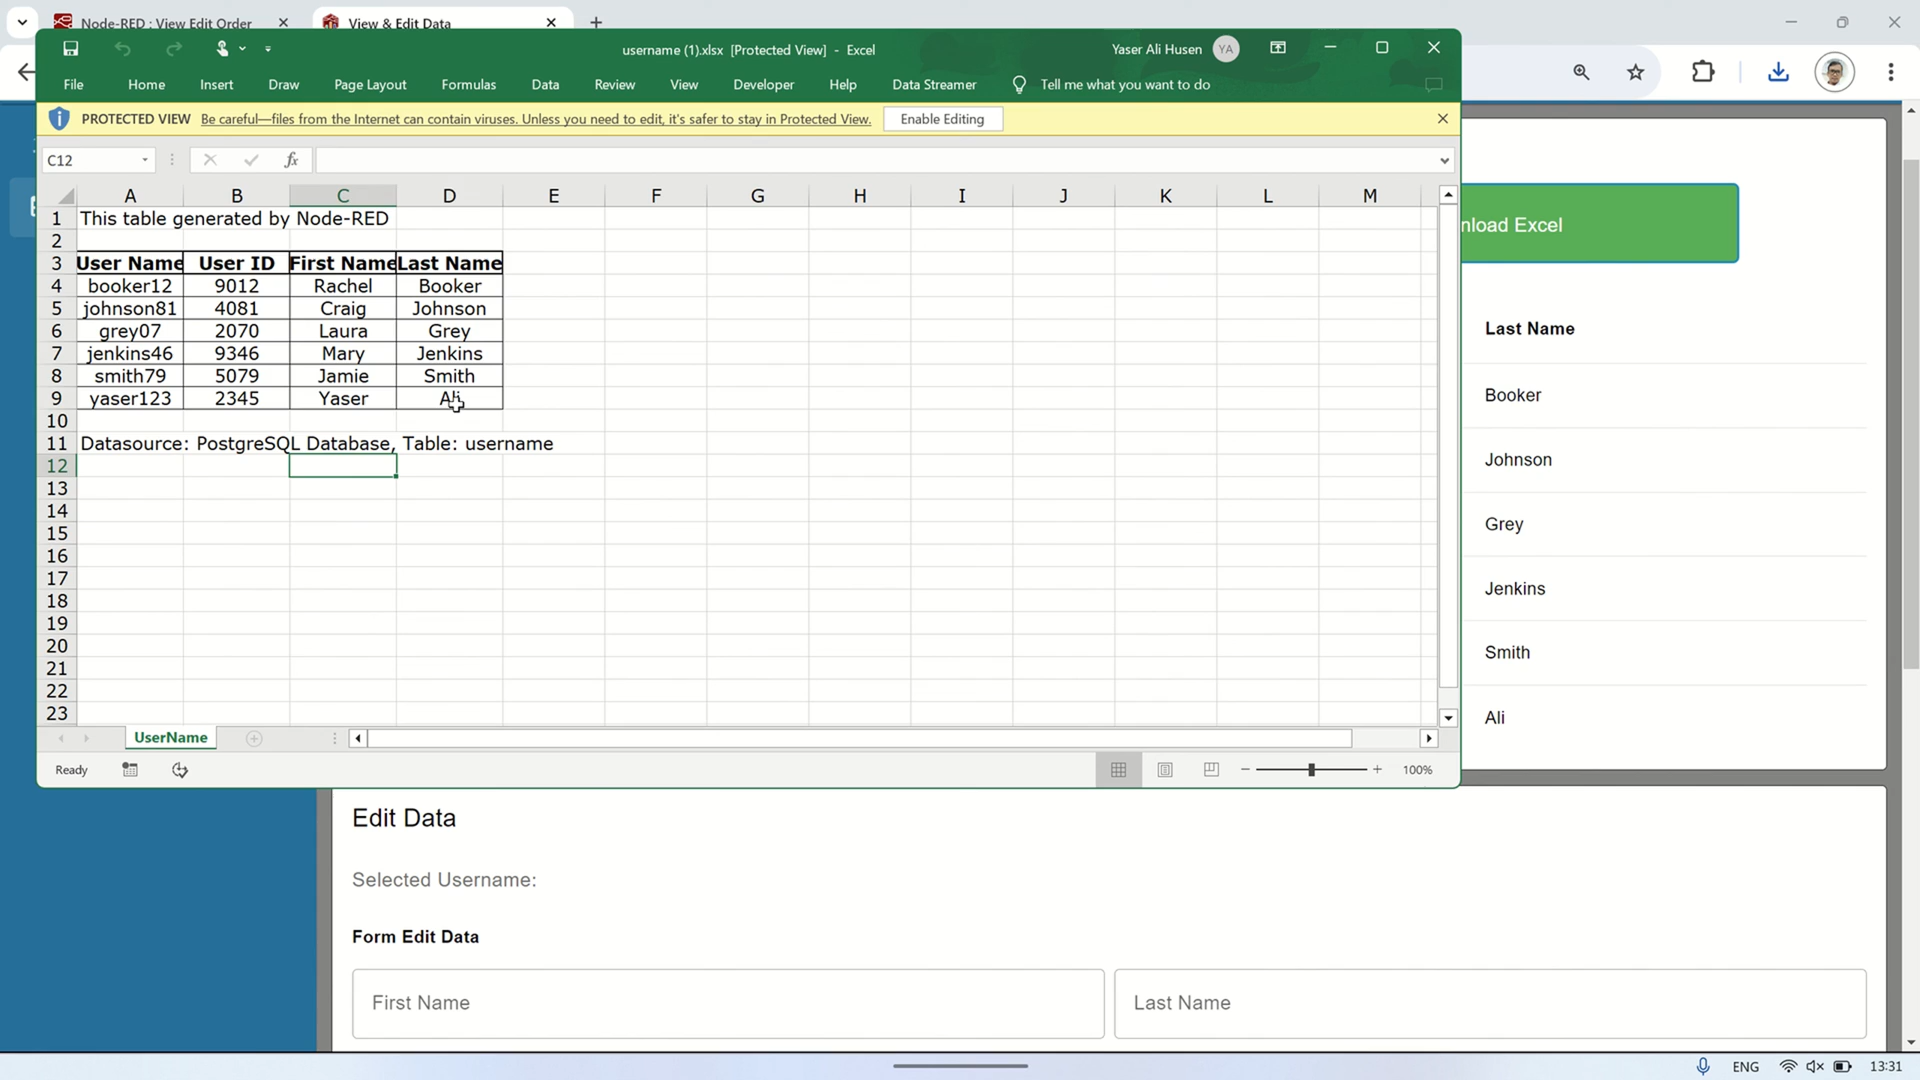 Node-RED : View Edit Order
View & Edit Data
username (1).xlsx [Protected View] - Excel
Yaser Ali Husen
YA
File Home Insert Draw Page Layout Formulas Data Review View Developer Help Data Streamer Tell me what you want to do
PROTECTED VIEW Be careful—files from the Internet can contain viruses. Unless you need to edit, it's safer to stay in Protected View. Enable Editing
C12
fx
A B C D E F G H I J K L M
1 This table generated by Node-RED
2
3 User Name User ID First Name Last Name
4 booker12 9012 Rachel Booker
5 johnson81 4081 Craig Johnson
6 grey07 2070 Laura Grey
7 jenkins46 9346 Mary Jenkins
8 smith79 5079 Jamie Smith
9 yaser123 2345 Yaser Ali
10
11 Datasource: PostgreSQL Database, Table: username
12
13
14
15
16
17
18
19
20
21
22
23
UserName
Ready
100%
nload Excel
Last Name
Booker
Johnson
Grey
Jenkins
Smith
Ali
Edit Data
Selected Username:
Form Edit Data
First Name
Last Name
ENG
13:31